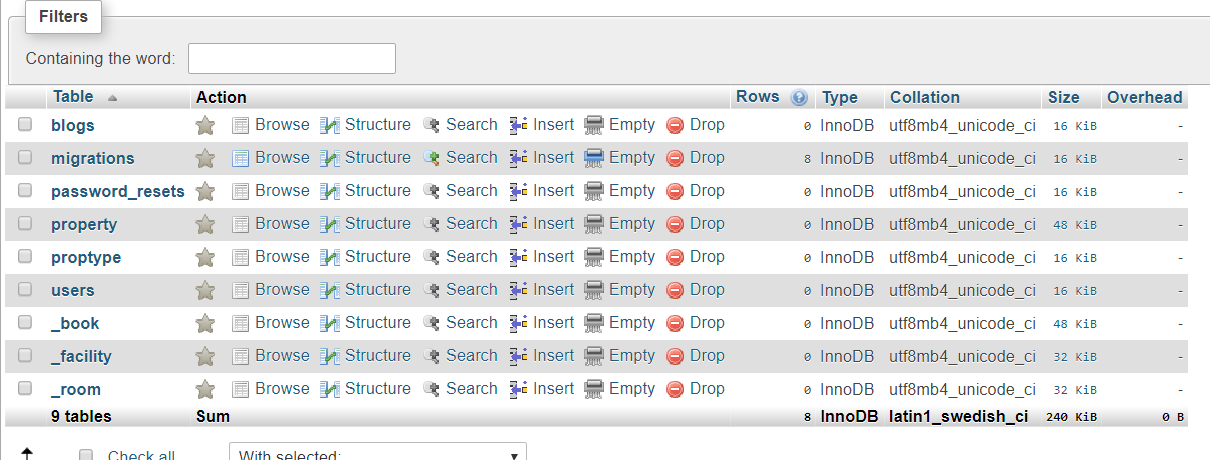 Filters
Containing the word:
Table Action Rows Type Collation Size Overhead
blogs Browse Structure Search Insert Empty Drop 0 InnoDB utf8mb4_unicode_ci 16 KiB -
migrations Browse Structure Search Insert Empty Drop 8 InnoDB utf8mb4_unicode_ci 16 KiB -
password_resets Browse Structure Search Insert Empty Drop 0 InnoDB utf8mb4_unicode_ci 16 KiB -
property Browse Structure Search Insert Empty Drop 0 InnoDB utf8mb4_unicode_ci 48 KiB -
proptype Browse Structure Search Insert Empty Drop 0 InnoDB utf8mb4_unicode_ci 16 KiB -
users Browse Structure Search Insert Empty Drop 0 InnoDB utf8mb4_unicode_ci 16 KiB -
_book Browse Structure Search Insert Empty Drop 0 InnoDB utf8mb4_unicode_ci 48 KiB -
_facility Browse Structure Search Insert Empty Drop 0 InnoDB utf8mb4_unicode_ci 32 KiB -
_room Browse Structure Search Insert Empty Drop 0 InnoDB utf8mb4_unicode_ci 32 KiB -
9 tables Sum 8 InnoDB latin1_swedish_ci 240 KiB 0 B
Check all With selected: